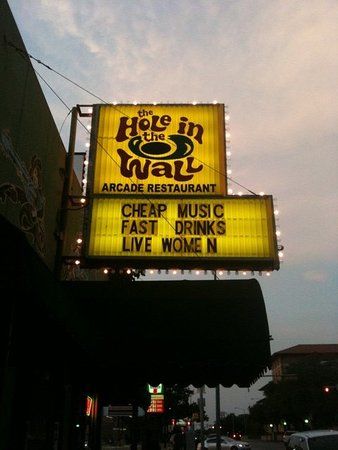 the
Hole in
the
Wall
ARCADE RESTAURANT
CHEAP MUSIC
FAST DRINKS
LIVE WOMEN